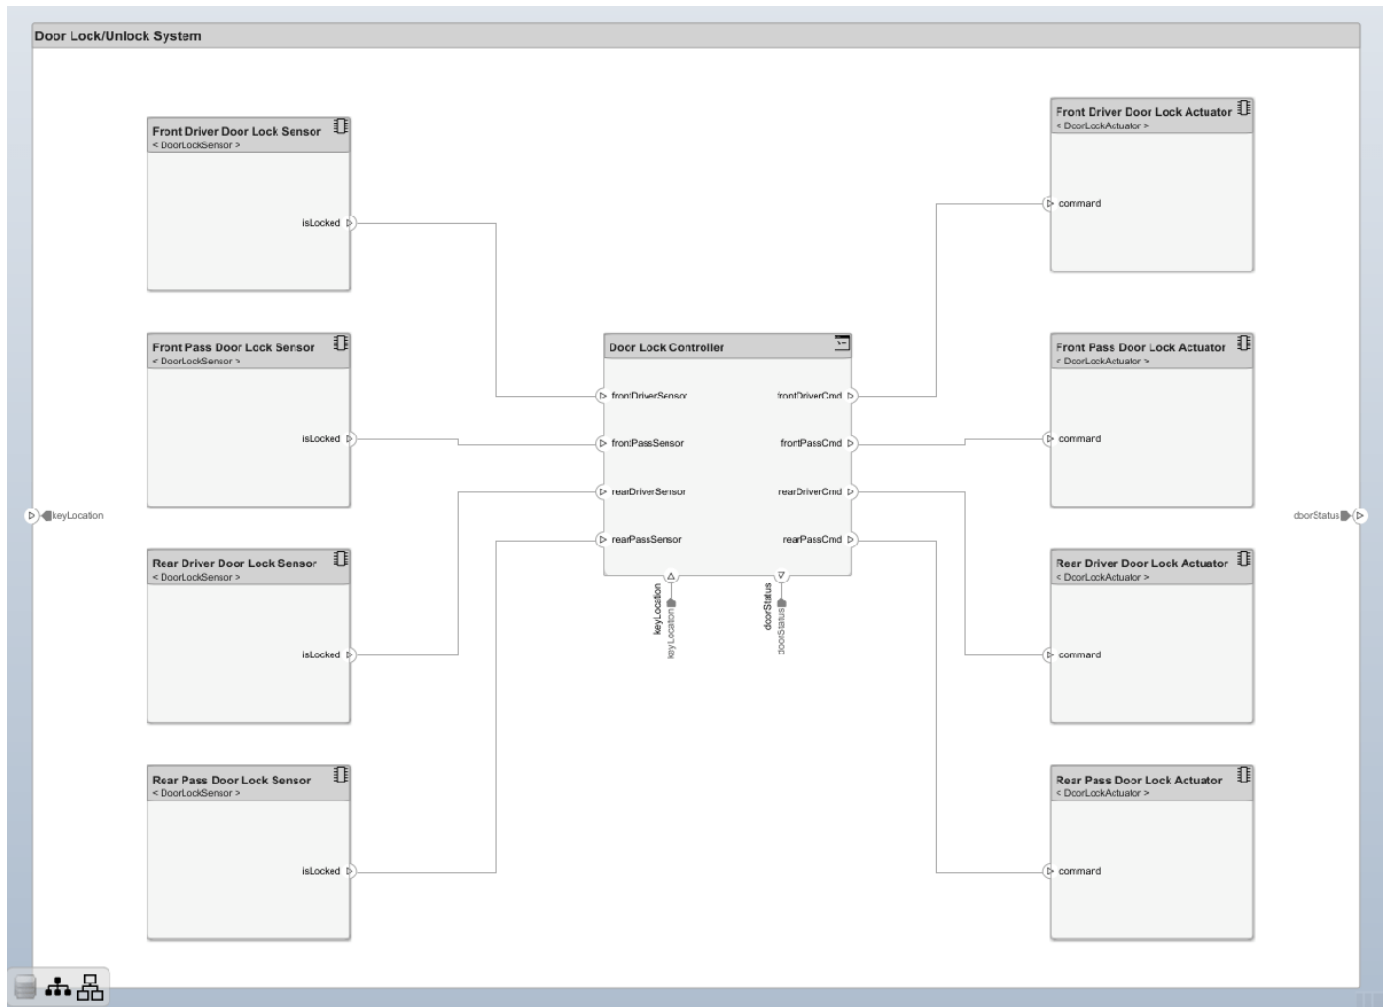 Door Lock/Unlock System
Front Driver Door Lock Sensor
< DoorLockSensor >
isLocked
Front Pass Door Lock Sensor
< DoorLockSensor >
isLocked
keyLocation
Rear Driver Door Lock Sensor
< DoorLockSensor >
isLocked
Rear Pass Door Lock Sensor
< DoorLockSensor >
isLocked
Door Lock Controller
frontDriverSensor
frontDriverCmd
frontPassSensor
frontPassCmd
rearDriverSensor
rearDriverCmd
rearPassSensor
rearPassCmd
keyLocation
keyLocation
doorStatus
doorStatus
Front Driver Door Lock Actuator
< DoorLockActuator >
command
Front Pass Door Lock Actuator
< DoorLockActuator >
command
doorStatus
Rear Driver Door Lock Actuator
< DoorLockActuator >
command
Rear Pass Door Lock Actuator
< DoorLockActuator >
command